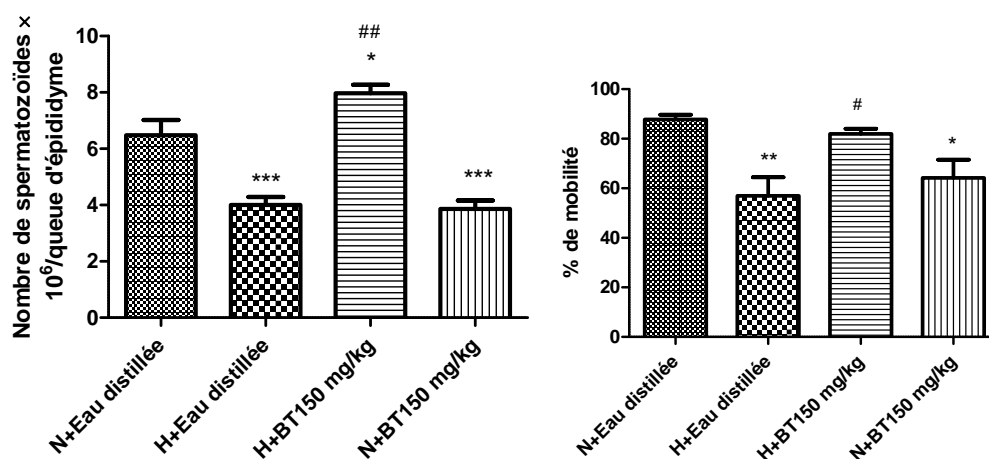 Nombre de spermatozoïdes ×
10⁶/queue d'épididyme
10
8
6
4
2
0
***
##
*
***
N+Eau distillée
H+Eau distillée
H+BT150 mg/kg
N+BT150 mg/kg
% de mobilité
100
80
60
40
20
0
**
#
*
N+Eau distillée
H+Eau distillée
H+BT150 mg/kg
N+BT150 mg/kg